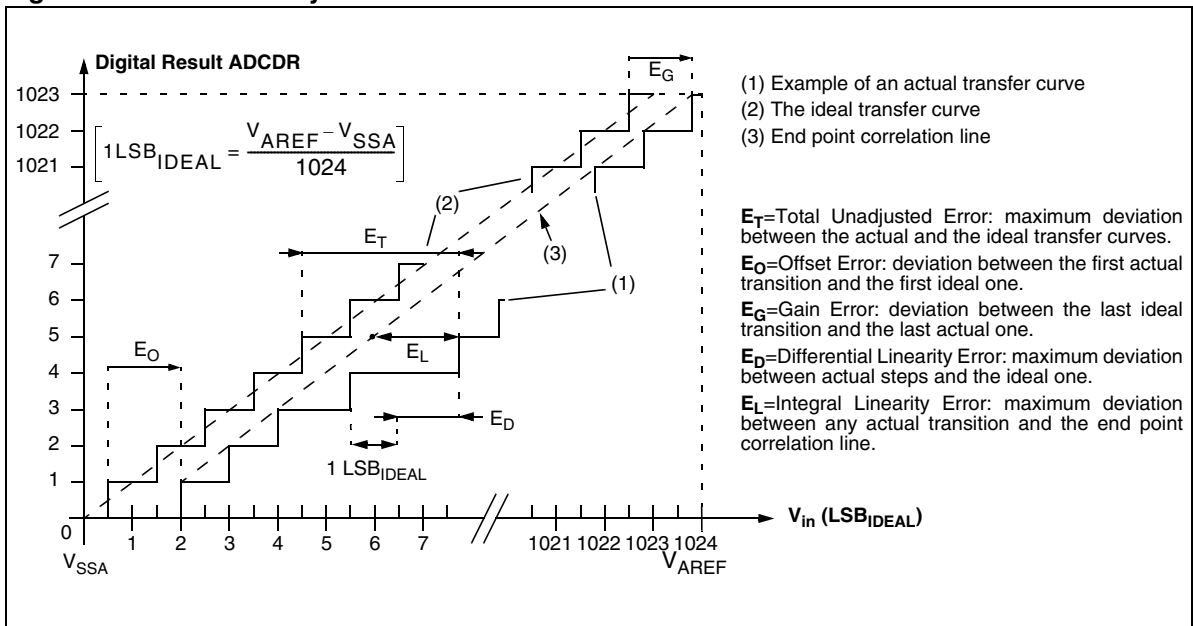 Digital Result ADCDR
E_G
(1) Example of an actual transfer curve
(2) The ideal transfer curve
(3) End point correlation line
1023
1022
1021
1LSB_IDEAL = (V_AREF – V_SSA) / 1024
(2)
E_T
(3)
(1)
E_T=Total Unadjusted Error: maximum deviation
between the actual and the ideal transfer curves.
E_O=Offset Error: deviation between the first actual
transition and the first ideal one.
E_G=Gain Error: deviation between the last ideal
transition and the last actual one.
E_D=Differential Linearity Error: maximum deviation
between actual steps and the ideal one.
E_L=Integral Linearity Error: maximum deviation
between any actual transition and the end point
correlation line.
7
6
5
4
3
2
1
0
E_O
E_L
E_D
1 LSB_IDEAL
(1)
1 2 3 4 5 6 7 1021 1022 1023 1024
V_in (LSB_IDEAL)
V_SSA
V_AREF